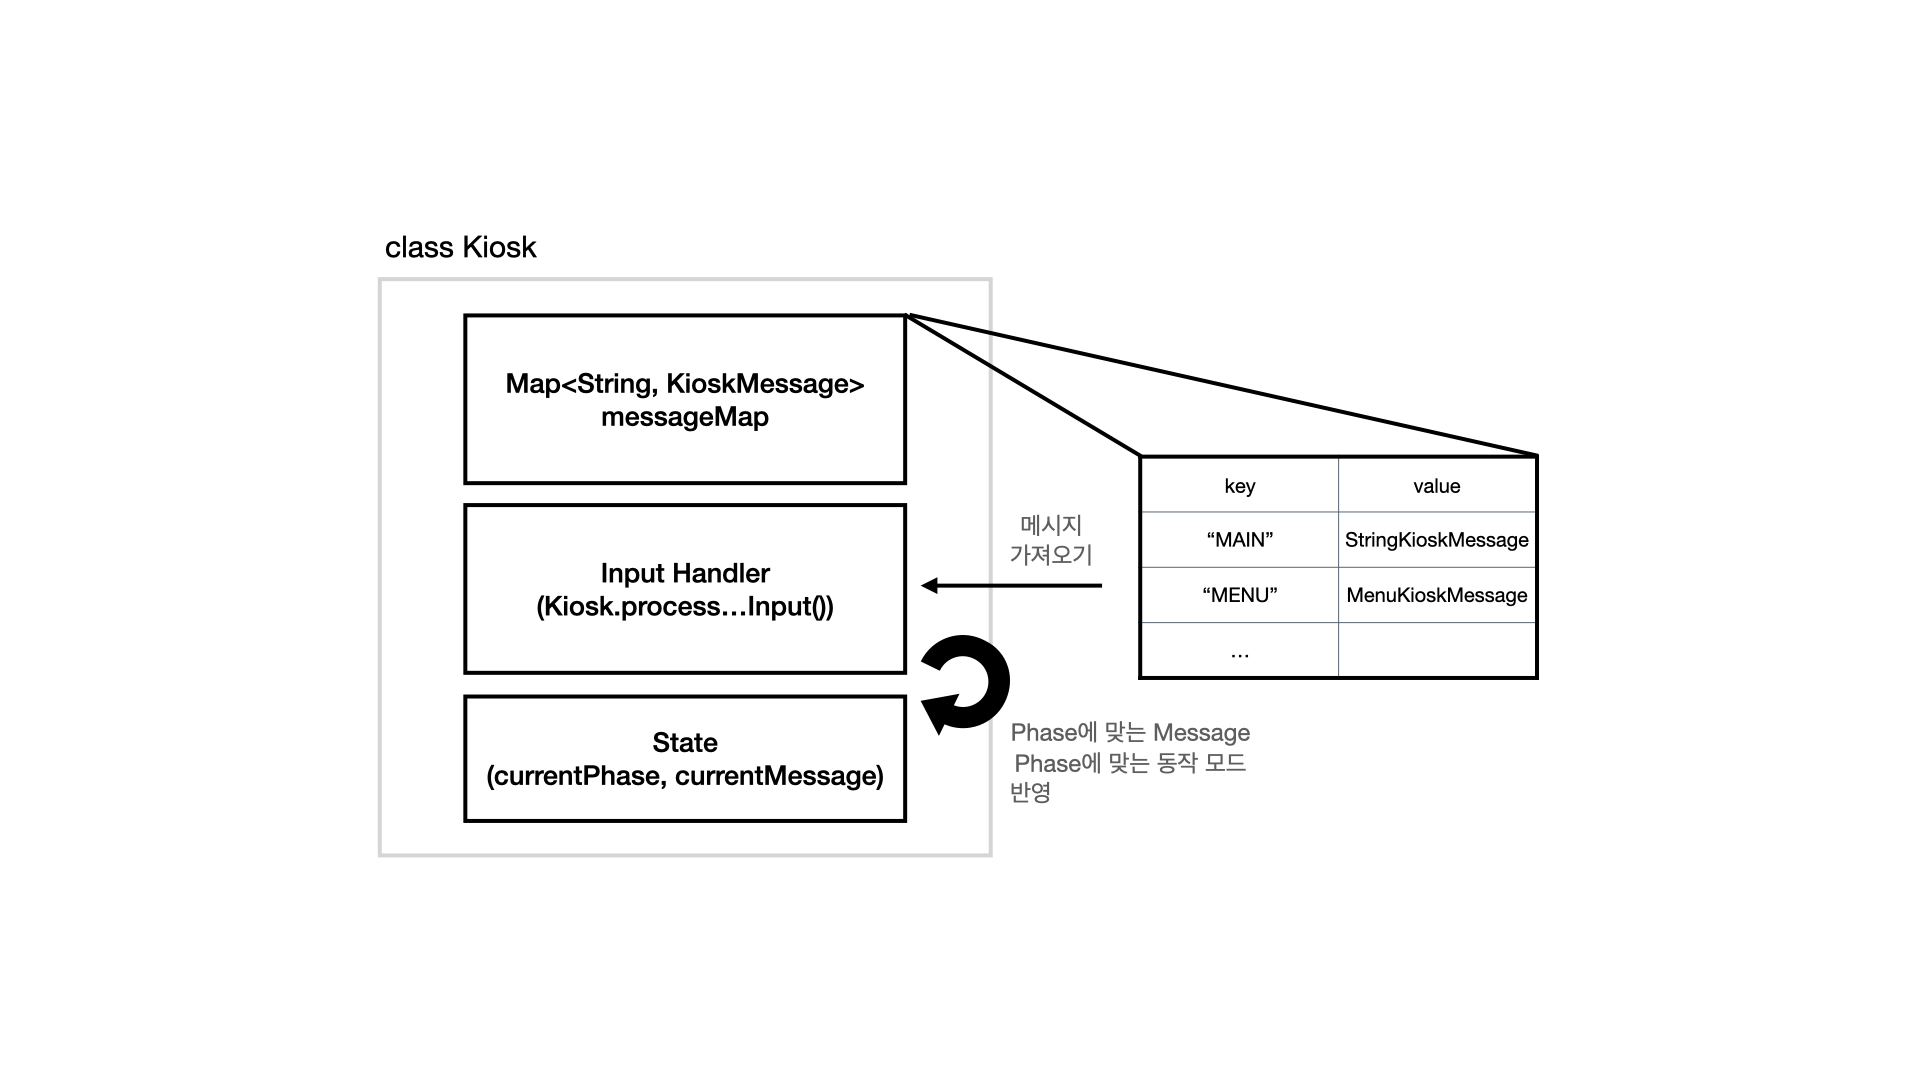 class Kiosk
Map<String, KioskMessage>
messageMap
Input Handler
(Kiosk.process…Input())
State
(currentPhase, currentMessage)
메시지
가져오기
Phase에 맞는 Message
Phase에 맞는 동작 모드
반영
key value
“MAIN” StringKioskMessage
“MENU” MenuKioskMessage
…